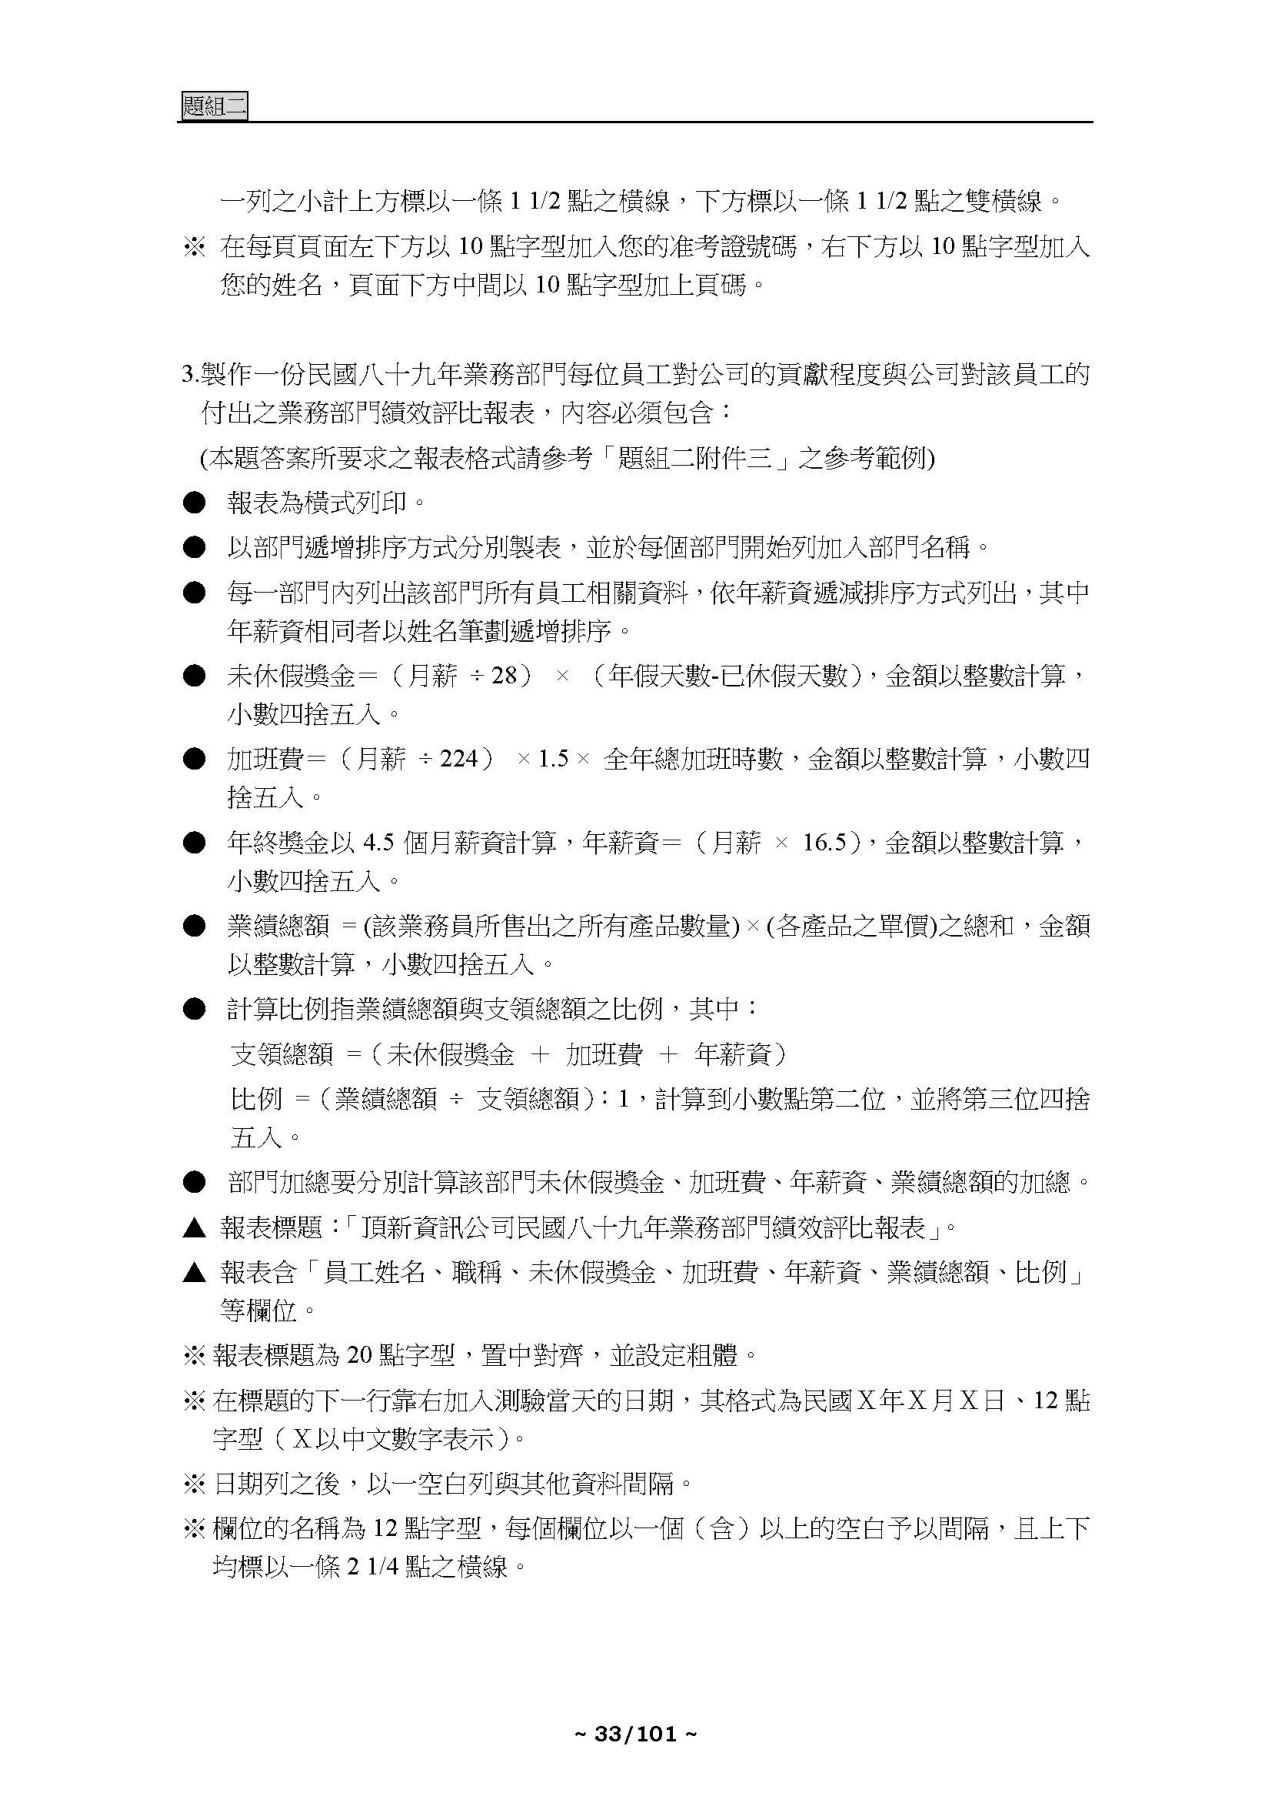 題組二
一列之小計上方標以一條 1 1/2 點之橫線，下方標以一條 1 1/2 點之雙橫線。
※ 在每頁頁面左下方以 10 點字型加入您的准考證號碼，右下方以 10 點字型加入
您的姓名，頁面下方中間以 10 點字型加上頁碼。
3.製作一份民國八十九年業務部門每位員工對公司的貢獻程度與公司對該員工的
付出之業務部門績效評比報表，內容必須包含：
(本題答案所要求之報表格式請參考「題組二附件三」之參考範例)
● 報表為橫式列印。
● 以部門遞增排序方式分別製表，並於每個部門開始列加入部門名稱。
● 每一部門內列出該部門所有員工相關資料，依年薪資遞減排序方式列出，其中
年薪資相同者以姓名筆劃遞增排序。
● 未休假獎金＝（月薪 ÷ 28） × （年假天數-已休假天數），金額以整數計算，
小數四捨五入。
● 加班費＝（月薪 ÷ 224） × 1.5 × 全年總加班時數，金額以整數計算，小數四
捨五入。
● 年終獎金以 4.5 個月薪資計算，年薪資＝（月薪 × 16.5），金額以整數計算，
小數四捨五入。
● 業績總額 = (該業務員所售出之所有產品數量) × (各產品之單價)之總和，金額
以整數計算，小數四捨五入。
● 計算比例指業績總額與支領總額之比例，其中：
支領總額 =（未休假獎金 ＋ 加班費 ＋ 年薪資）
比例 =（業績總額 ÷ 支領總額）：1，計算到小數點第二位，並將第三位四捨
五入。
● 部門加總要分別計算該部門未休假獎金、加班費、年薪資、業績總額的加總。
▲ 報表標題：「頂新資訊公司民國八十九年業務部門績效評比報表」。
▲ 報表含「員工姓名、職稱、未休假獎金、加班費、年薪資、業績總額、比例」
等欄位。
※ 報表標題為 20 點字型，置中對齊，並設定粗體。
※ 在標題的下一行靠右加入測驗當天的日期，其格式為民國Ｘ年Ｘ月Ｘ日、12 點
字型（Ｘ以中文數字表示）。
※ 日期列之後，以一空白列與其他資料間隔。
※ 欄位的名稱為 12 點字型，每個欄位以一個（含）以上的空白予以間隔，且上下
均標以一條 2 1/4 點之橫線。
~ 33/101 ~